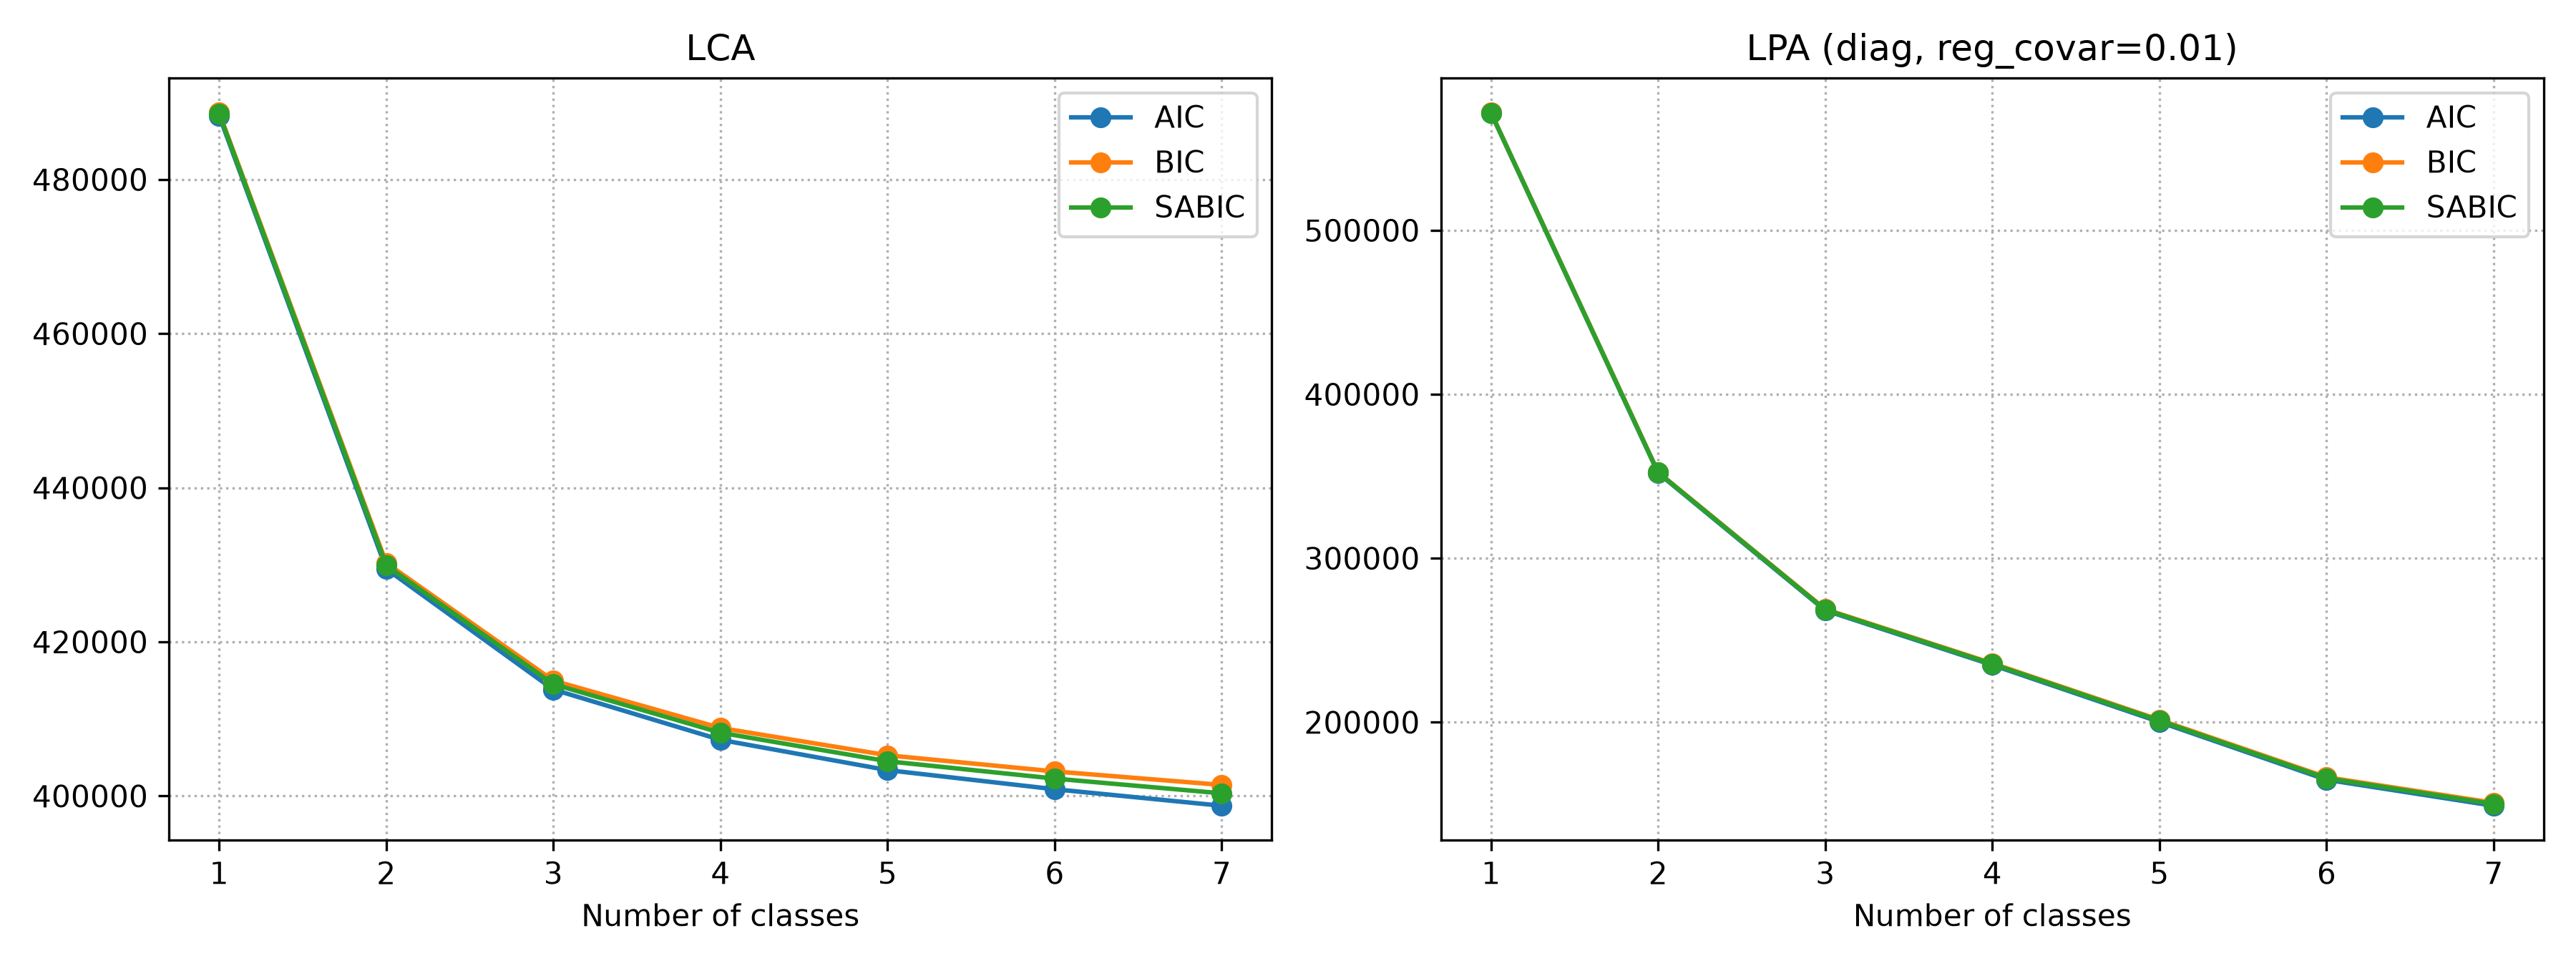 LCA
480000
460000
440000
420000
400000
1 2 3 4 5 6 7
Number of classes
AIC
BIC
SABIC
LPA (diag, reg_covar=0.01)
500000
400000
300000
200000
1 2 3 4 5 6 7
Number of classes
AIC
BIC
SABIC